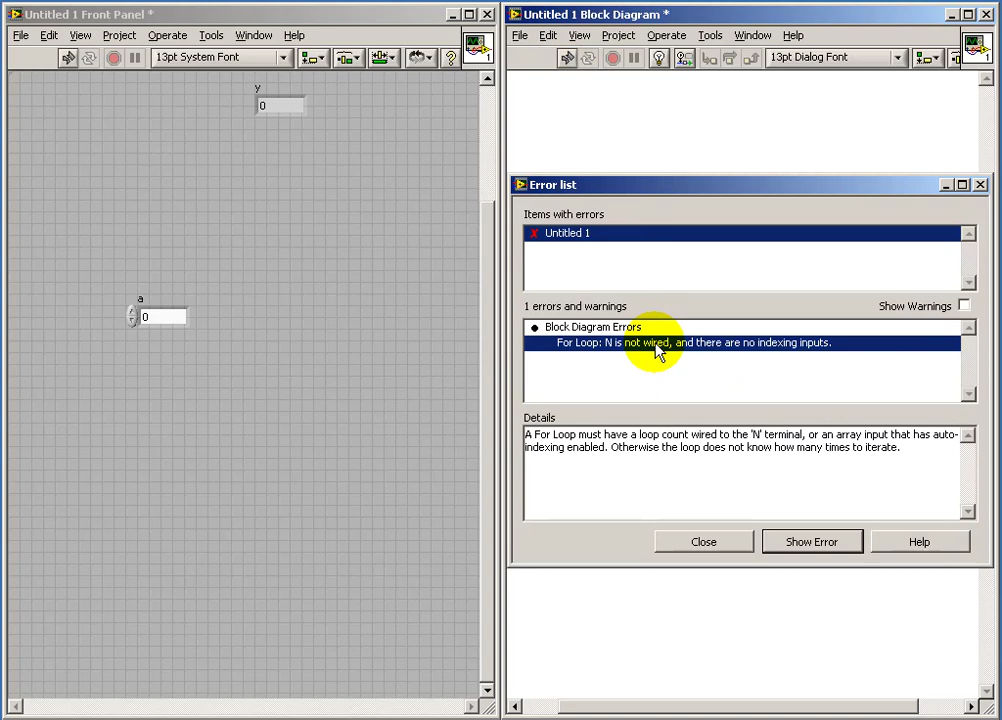 Untitled 1 Front Panel *
File Edit View Project Operate Tools Window Help
13pt System Font
1
y
0
a
0
Untitled 1 Block Diagram *
File Edit View Project Operate Tools Window Help
13pt Dialog Font
1
Error list
Items with errors
X Untitled 1
1 errors and warnings Show Warnings
Block Diagram Errors
For Loop: N is not wired, and there are no indexing inputs.
Details
A For Loop must have a loop count wired to the 'N' terminal, or an array input that has auto-
indexing enabled. Otherwise the loop does not know how many times to iterate.
Close Show Error Help